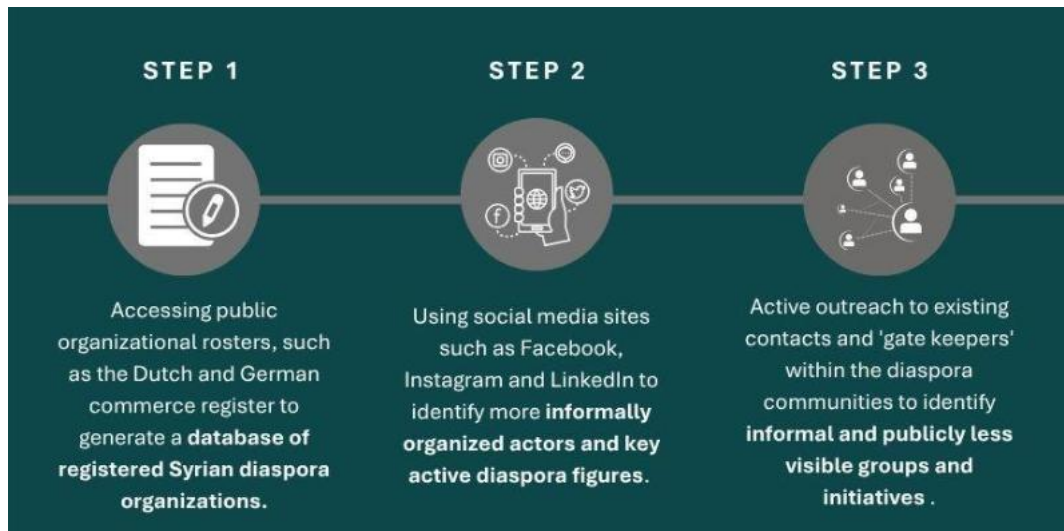 STEP 1
Accessing public
organizational rosters, such
as the Dutch and German
commerce register to
generate a database of
registered Syrian diaspora
organizations.
STEP 2
Using social media sites
such as Facebook,
Instagram and LinkedIn to
identify more informally
organized actors and key
active diaspora figures.
STEP 3
Active outreach to existing
contacts and 'gate keepers'
within the diaspora
communities to identify
informal and publicly less
visible groups and
initiatives .